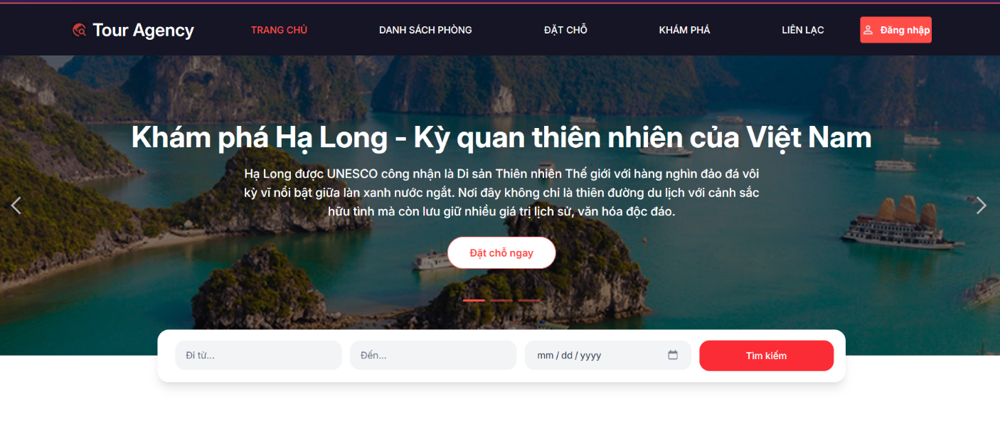 Tour Agency
TRANG CHỦ
DANH SÁCH PHÒNG
ĐẶT CHỖ
KHÁM PHÁ
LIÊN LẠC
Đăng nhập
Khám phá Hạ Long - Kỳ quan thiên nhiên của Việt Nam
Hạ Long được UNESCO công nhận là Di sản Thiên nhiên Thế giới với hàng nghìn đảo đá vôi
kỳ vĩ nổi bật giữa làn xanh nước ngắt. Nơi đây không chỉ là thiên đường du lịch với cảnh sắc
hữu tình mà còn lưu giữ nhiều giá trị lịch sử, văn hóa độc đáo.
Đặt chỗ ngay
Đi từ...
Đến...
mm / dd / yyyy
Tìm kiếm